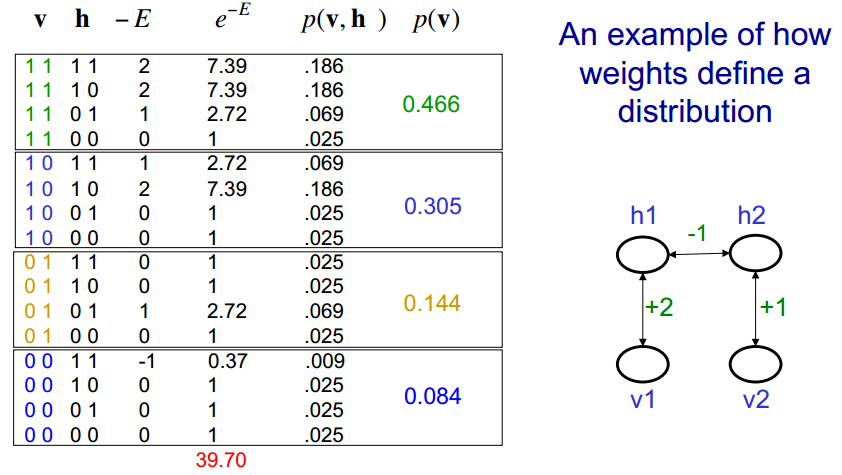 v h – E e^{-E} p(v, h ) p(v)
1 1 1 1 2 7.39 .186
1 1 1 0 2 7.39 .186
1 1 0 1 1 2.72 .069
1 1 0 0 0 1 .025
0.466
1 0 1 1 1 2.72 .069
1 0 1 0 2 7.39 .186
1 0 0 1 0 1 .025
1 0 0 0 0 1 .025
0.305
0 1 1 1 0 1 .025
0 1 1 0 0 1 .025
0 1 0 1 1 2.72 .069
0 1 0 0 0 1 .025
0.144
0 0 1 1 -1 0.37 .009
0 0 1 0 0 1 .025
0 0 0 1 0 1 .025
0 0 0 0 0 1 .025
0.084
39.70
An example of how
weights define a
distribution
h1 h2
-1
+2 +1
v1 v2